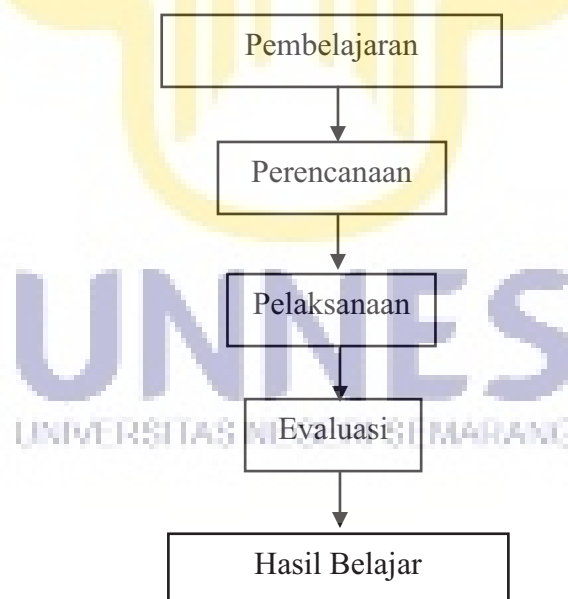 Pembelajaran
Perencanaan
Pelaksanaan
UNNES
Evaluasi
UNIVERSITAS NEGERI SEMARANG
Hasil Belajar